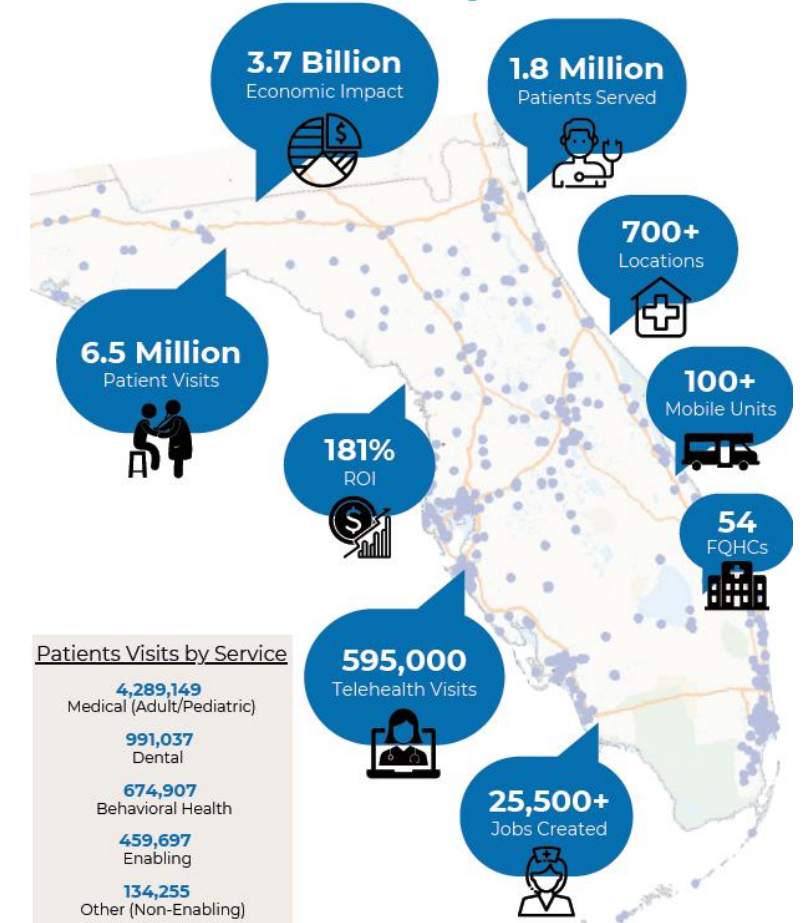 3.7 Billion
Economic Impact
$
1.8 Million
Patients Served
700+
Locations
6.5 Million
Patient Visits
100+
Mobile Units
181%
ROI
$
54
FQHCs
595,000
Telehealth Visits
25,500+
Jobs Created
Patients Visits by Service
4,289,149
Medical (Adult/Pediatric)
991,037
Dental
674,907
Behavioral Health
459,697
Enabling
134,255
Other (Non-Enabling)